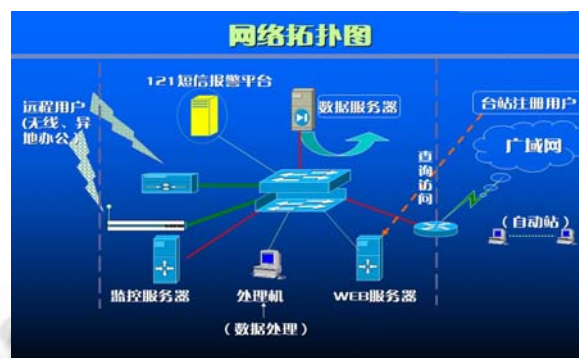 网络拓扑图
121短信报警平台
远程用户
(无线、异
地办公)
数据服务器
台站注册用户
广域网
查询访问
(自动站)
监控服务器
处理机
WEB服务器
(数据处理)